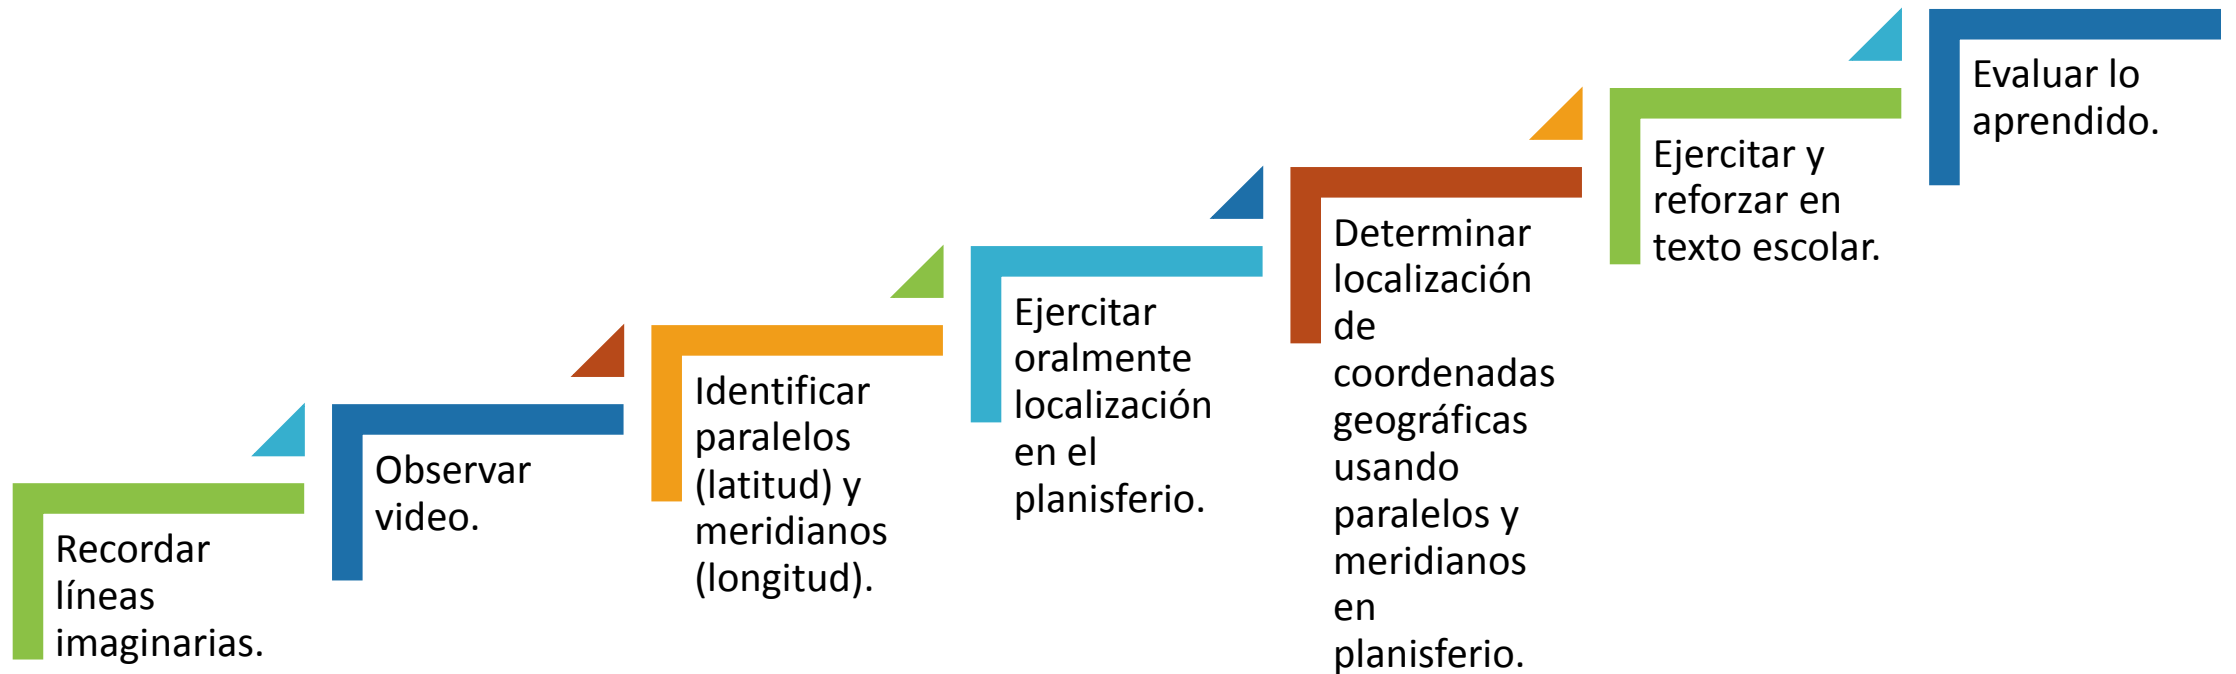 Recordar
líneas
imaginarias.
Observar
video.
Identificar
paralelos
(latitud) y
meridianos
(longitud).
Ejercitar
oralmente
localización
en el
planisferio.
Determinar
localización
de
coordenadas
geográficas
usando
paralelos y
meridianos
en
planisferio.
Ejercitar y
reforzar en
texto escolar.
Evaluar lo
aprendido.